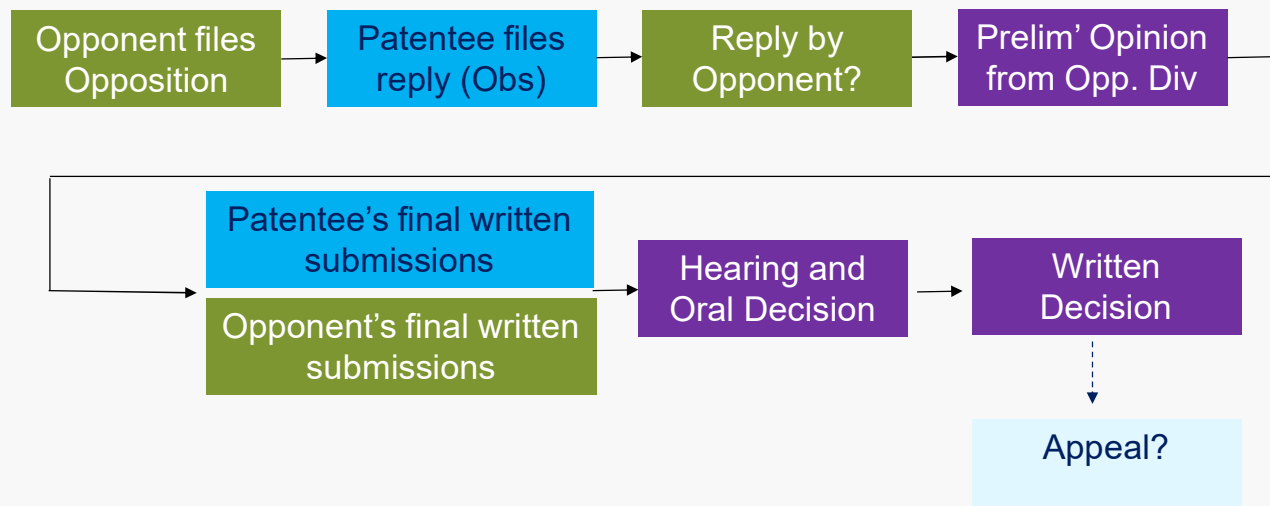 Opponent files
Opposition
Patentee files
reply (Obs)
Reply by
Opponent?
Prelim’ Opinion
from Opp. Div
Patentee’s final written
submissions
Opponent’s final written
submissions
Hearing and
Oral Decision
Written
Decision
Appeal?